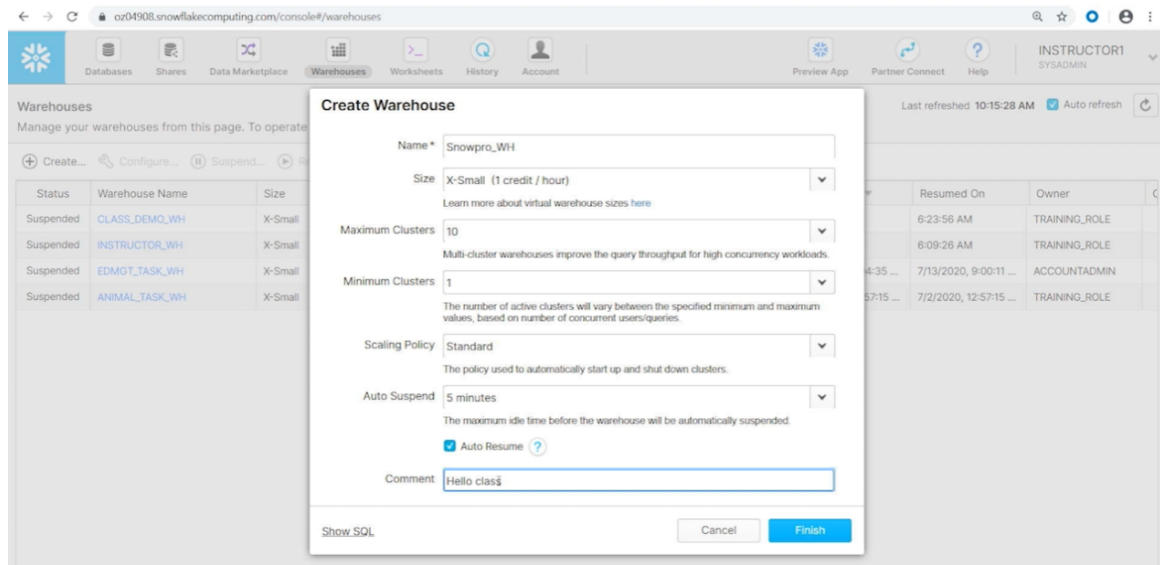 oz04908.snowflakecomputing.com/console#/warehouses
Databases Shares Data Marketplace Warehouses Worksheets History Account Preview App Partner Connect Help INSTRUCTOR1
SYSADMIN
Warehouses Last refreshed 10:15:28 AM Auto refresh
Manage your warehouses from this page. To operate
Create... Configure... Suspend...
Status Warehouse Name Size Resumed On Owner
Suspended CLASS_DEMO_WH X-Small 6:23:56 AM TRAINING_ROLE
Suspended INSTRUCTOR_WH X-Small 6:09:26 AM TRAINING_ROLE
Suspended EDMGT_TASK_WH X-Small 4:35 ... 7/13/2020, 9:00:11 ... ACCOUNTADMIN
Suspended ANIMAL_TASK_WH X-Small 57:15 ... 7/2/2020, 12:57:15 ... TRAINING_ROLE
Create Warehouse
Name* Snowpro_WH
Size X-Small (1 credit / hour)
Learn more about virtual warehouse sizes here
Maximum Clusters 10
Multi-cluster warehouses improve the query throughput for high concurrency workloads.
Minimum Clusters 1
The number of active clusters will vary between the specified minimum and maximum
values, based on number of concurrent users/queries.
Scaling Policy Standard
The policy used to automatically start up and shut down clusters.
Auto Suspend 5 minutes
The maximum idle time before the warehouse will be automatically suspended.
Auto Resume ?
Comment Hello class
Show SQL Cancel Finish